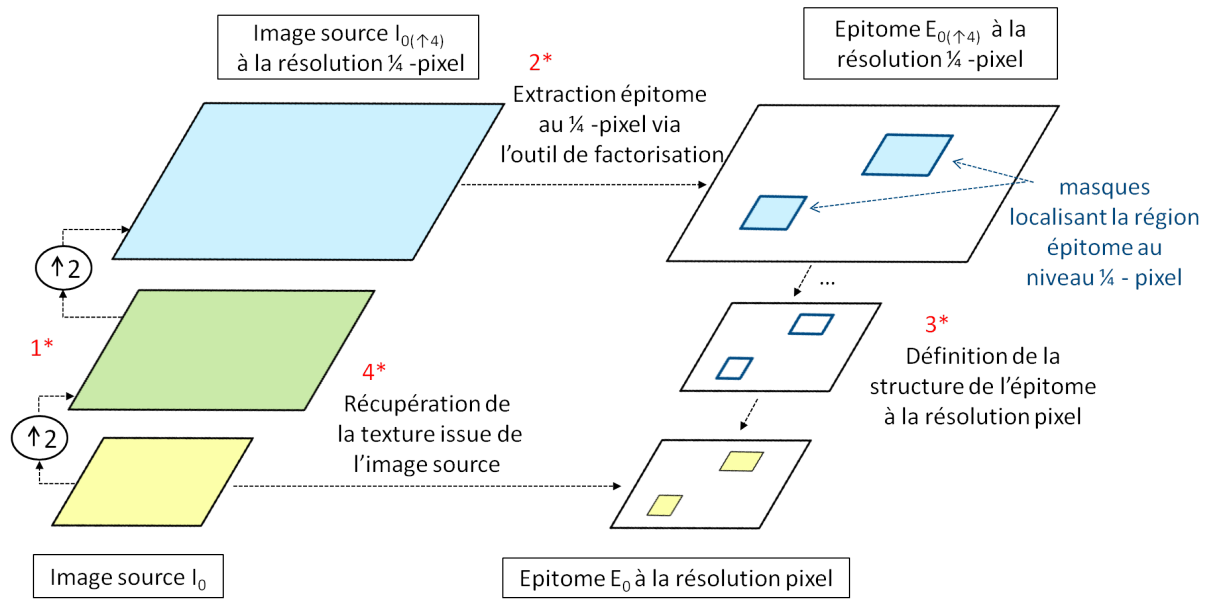 Image source I0(↑4)
à la résolution ¼ -pixel
Epitome E0(↑4) à la
résolution ¼ -pixel
2*
Extraction épitome
au ¼ -pixel via
l’outil de factorisation
masques
localisant la région
épitome au
niveau ¼ - pixel
↑2
...
1*
3*
Définition de la
structure de l’épitome
à la résolution pixel
4*
Récupération de
la texture issue de
l’image source
↑2
Image source I0
Epitome E0 à la résolution pixel